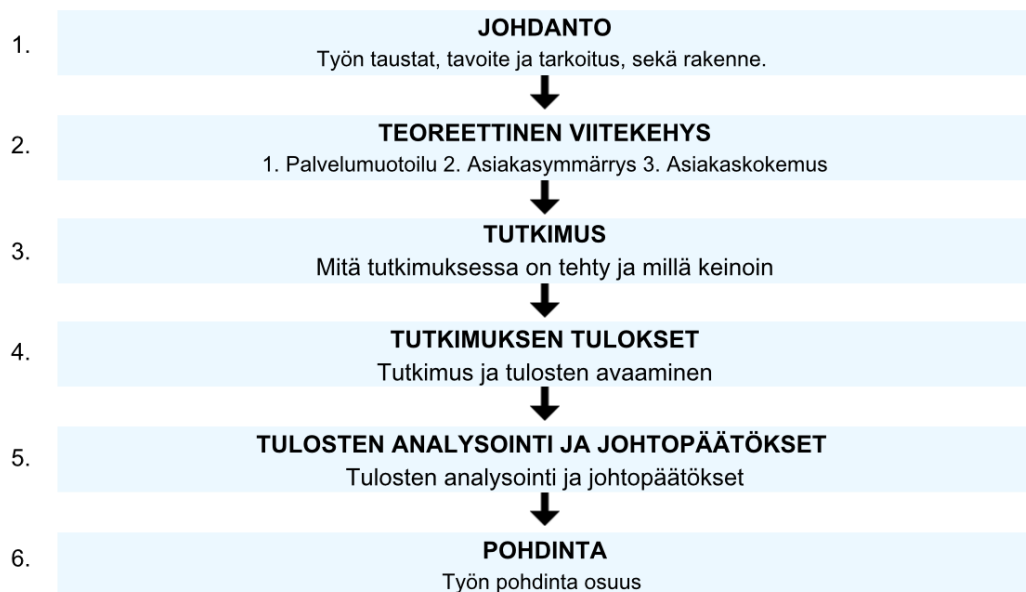 1.
JOHDANTO
Työn taustat, tavoite ja tarkoitus, sekä rakenne.
2.
TEOREETTINEN VIITEKEHYS
1. Palvelumuotoilu 2. Asiakasymmärrys 3. Asiakaskokemus
3.
TUTKIMUS
Mitä tutkimuksessa on tehty ja millä keinoin
4.
TUTKIMUKSEN TULOKSET
Tutkimus ja tulosten avaaminen
5.
TULOSTEN ANALYSOINTI JA JOHTOPÄÄTÖKSET
Tulosten analysointi ja johtopäätökset
6.
POHDINTA
Työn pohdinta osuus